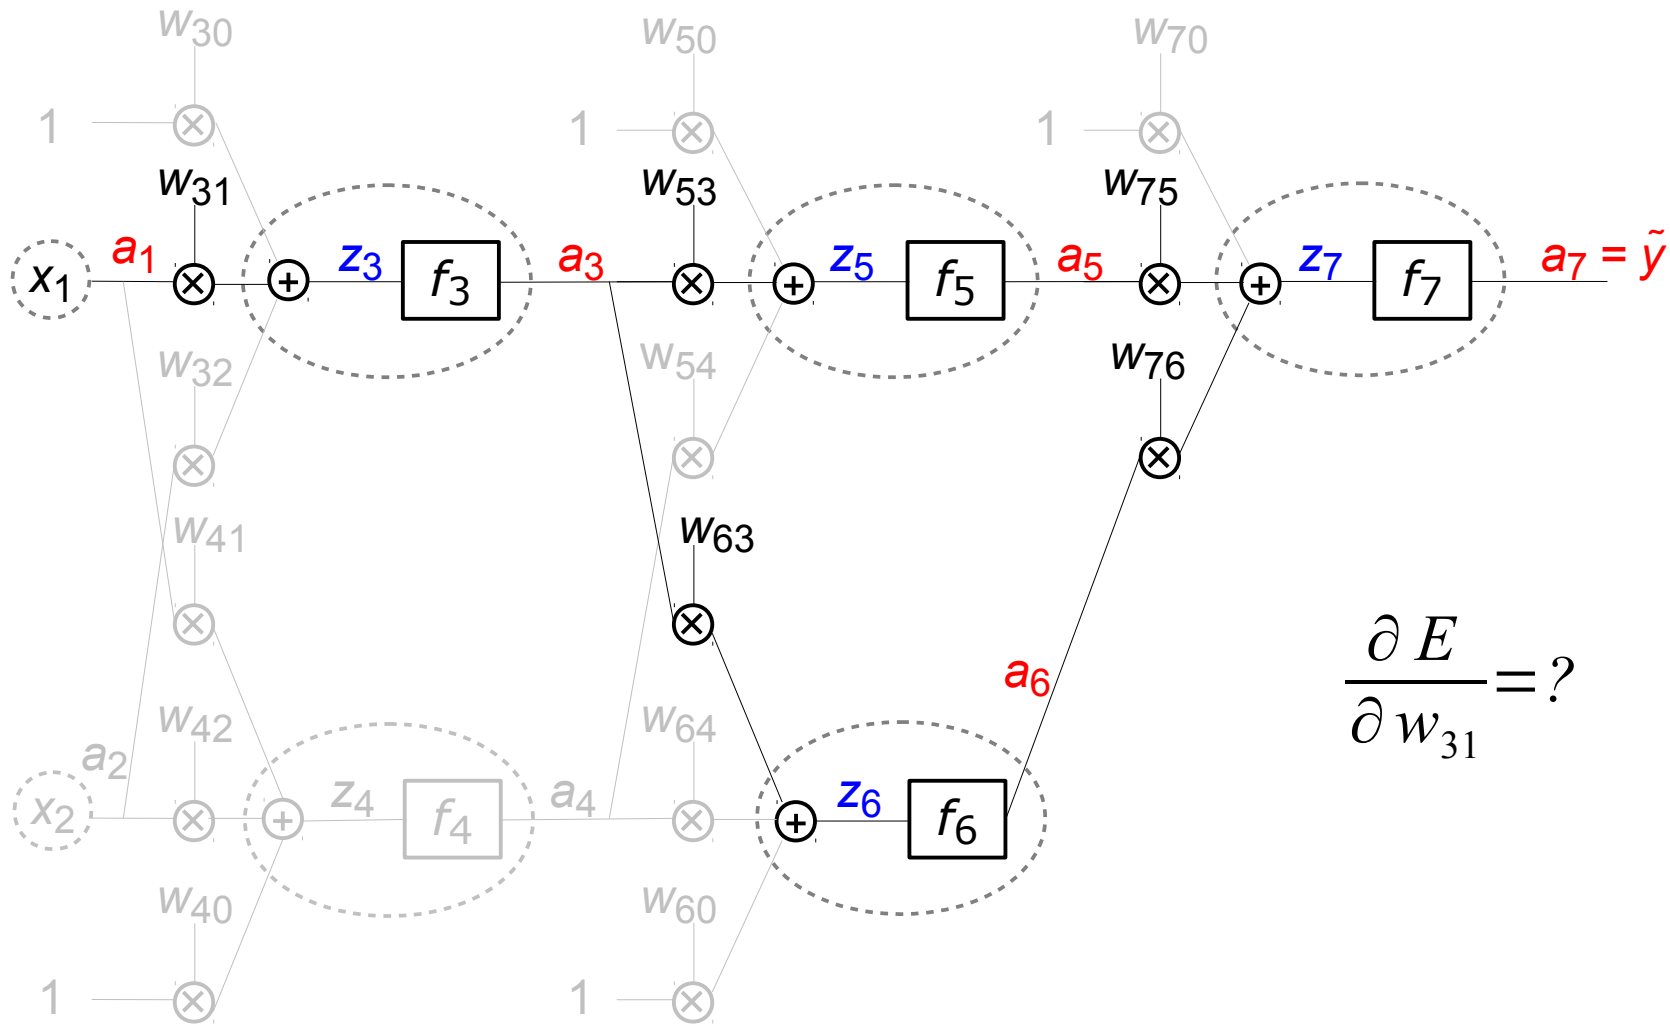 w30 w50 w70
1 1 1
w31 w53 w75
x1 a1 z3 f3 a3 z5 f5 a5 z7 f7 a7 = ỹ
w32 w54 w76
w41 w63
∂ E
∂ w31 = ?
a6
w42 w64
a2
x2 z4 f4 a4 z6 f6
w40 w60
1 1